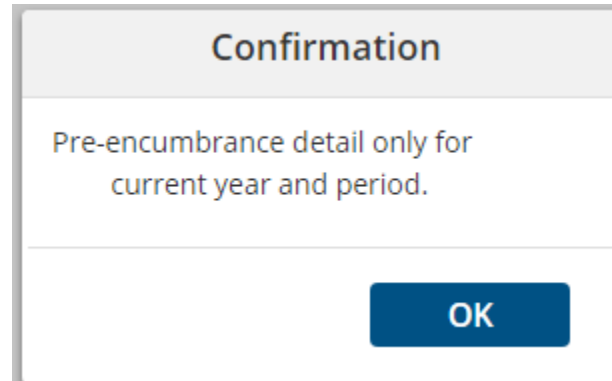 Confirmation
Pre-encumbrance detail only for
current year and period.
OK